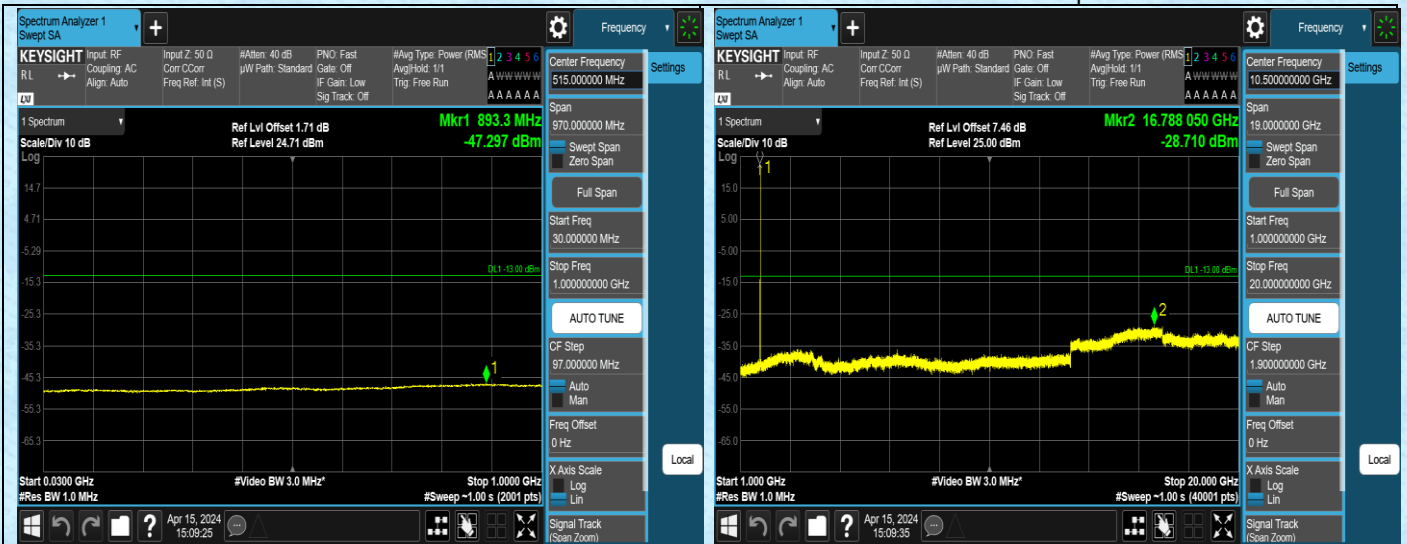 Spectrum Analyzer 1
Swept SA
Frequency
KEYSIGHT
RL
LXI
Input: RF
Coupling: AC
Align: Auto
Input Z: 50 Ω
Corr CCorr
Freq Ref: Int (S)
#Atten: 40 dB
µW Path: Standard
PNO: Fast
Gate: Off
IF Gain: Low
Sig Track: Off
#Avg Type: Power (RMS
Avg|Hold: 1/1
Trig: Free Run
1 2 3 4 5 6
A W W W W W
A A A A A A
1 Spectrum
Scale/Div 10 dB
Log
Ref Lvl Offset 1.71 dB
Ref Level 24.71 dBm
Mkr1 893.3 MHz
-47.297 dBm
14.7
4.71
-5.29
-15.3
-25.3
-35.3
-45.3
-55.3
-65.3
DL1 -13.00 dBm
1
Start 0.0300 GHz
#Res BW 1.0 MHz
#Video BW 3.0 MHz*
Stop 1.0000 GHz
#Sweep ~1.00 s (2001 pts)
Apr 15, 2024
15:09:25
Center Frequency
515.000000 MHz
Span
970.000000 MHz
Swept Span
Zero Span
Full Span
Start Freq
30.000000 MHz
Stop Freq
1.000000000 GHz
AUTO TUNE
CF Step
97.000000 MHz
Auto
Man
Freq Offset
0 Hz
X Axis Scale
Log
Lin
Signal Track
(Span Zoom)
Settings
Local
Spectrum Analyzer 1
Swept SA
Frequency
KEYSIGHT
RL
LXI
Input: RF
Coupling: AC
Align: Auto
Input Z: 50 Ω
Corr CCorr
Freq Ref: Int (S)
#Atten: 40 dB
µW Path: Standard
PNO: Fast
Gate: Off
IF Gain: Low
Sig Track: Off
#Avg Type: Power (RMS
Avg|Hold: 1/1
Trig: Free Run
1 2 3 4 5 6
A W W W W W
A A A A A A
1 Spectrum
Scale/Div 10 dB
Log
Ref Lvl Offset 7.46 dB
Ref Level 25.00 dBm
Mkr2 16.788 050 GHz
-28.710 dBm
1
15.0
5.00
-5.00
-15.0
-25.0
-35.0
-45.0
-55.0
-65.0
DL1 -13.00 dBm
2
Start 1.000 GHz
#Res BW 1.0 MHz
#Video BW 3.0 MHz*
Stop 20.000 GHz
#Sweep ~1.00 s (40001 pts)
Apr 15, 2024
15:09:35
Center Frequency
10.500000000 GHz
Span
19.0000000 GHz
Swept Span
Zero Span
Full Span
Start Freq
1.000000000 GHz
Stop Freq
20.000000000 GHz
AUTO TUNE
CF Step
1.900000000 GHz
Auto
Man
Freq Offset
0 Hz
X Axis Scale
Log
Lin
Signal Track
(Span Zoom)
Settings
Local